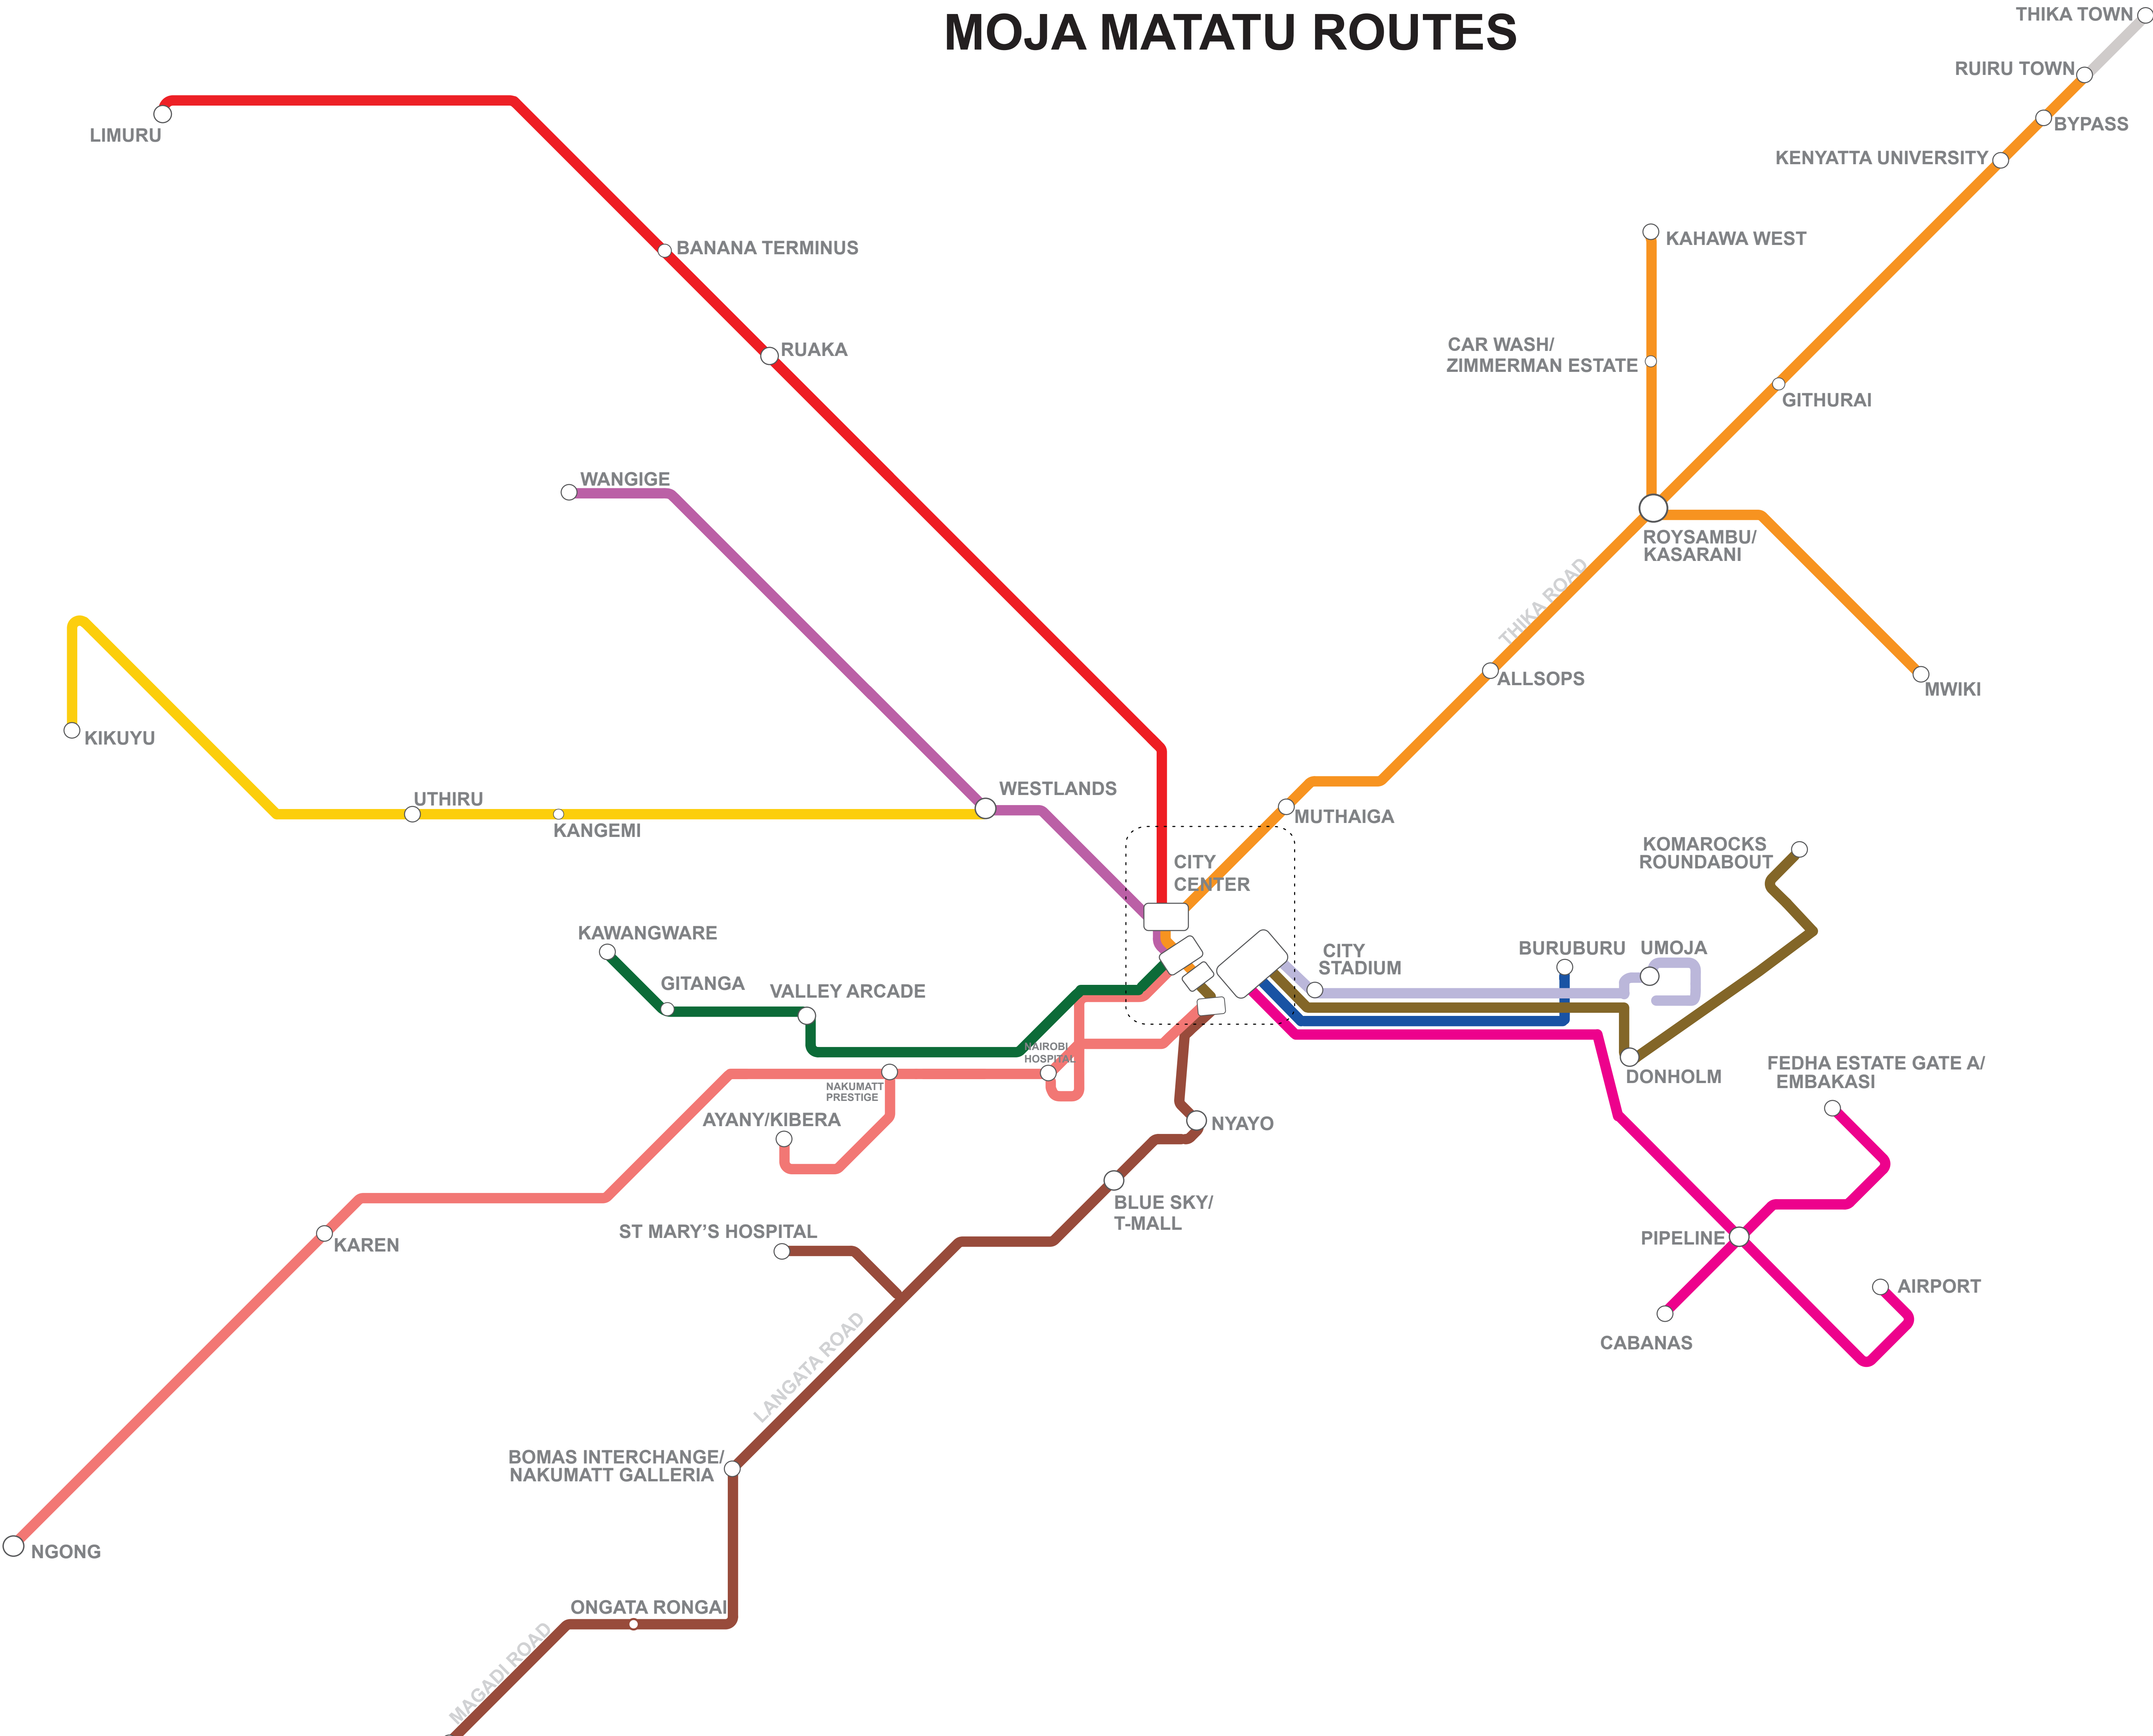 MOJA MATATU ROUTES
THIKA TOWN
RUIRU TOWN
BYPASS
KENYATTA UNIVERSITY
LIMURU
BANANA TERMINUS
KAHAWA WEST
RUAKA
CAR WASH/
ZIMMERMAN ESTATE
GITHURAI
WANGIGE
ROYSAMBU/
KASARANI
THIKA ROAD
ALLSOPS
MWIKI
KIKUYU
UTHIRU
KANGEMI
WESTLANDS
MUTHAIGA
CITY
CENTER
KOMAROCKS
ROUNDABOUT
KAWANGWARE
GITANGA
VALLEY ARCADE
CITY
STADIUM
BURUBURU
UMOJA
NAIROBI
HOSPITAL
DONHOLM
FEDHA ESTATE GATE A/
EMBAKASI
NAKUMATT
PRESTIGE
AYANY/KIBERA
NYAYO
BLUE SKY/
T-MALL
ST MARY’S HOSPITAL
KAREN
PIPELINE
AIRPORT
CABANAS
LANGATA ROAD
BOMAS INTERCHANGE/
NAKUMATT GALLERIA
NGONG
ONGATA RONGAI
MAGADI ROAD